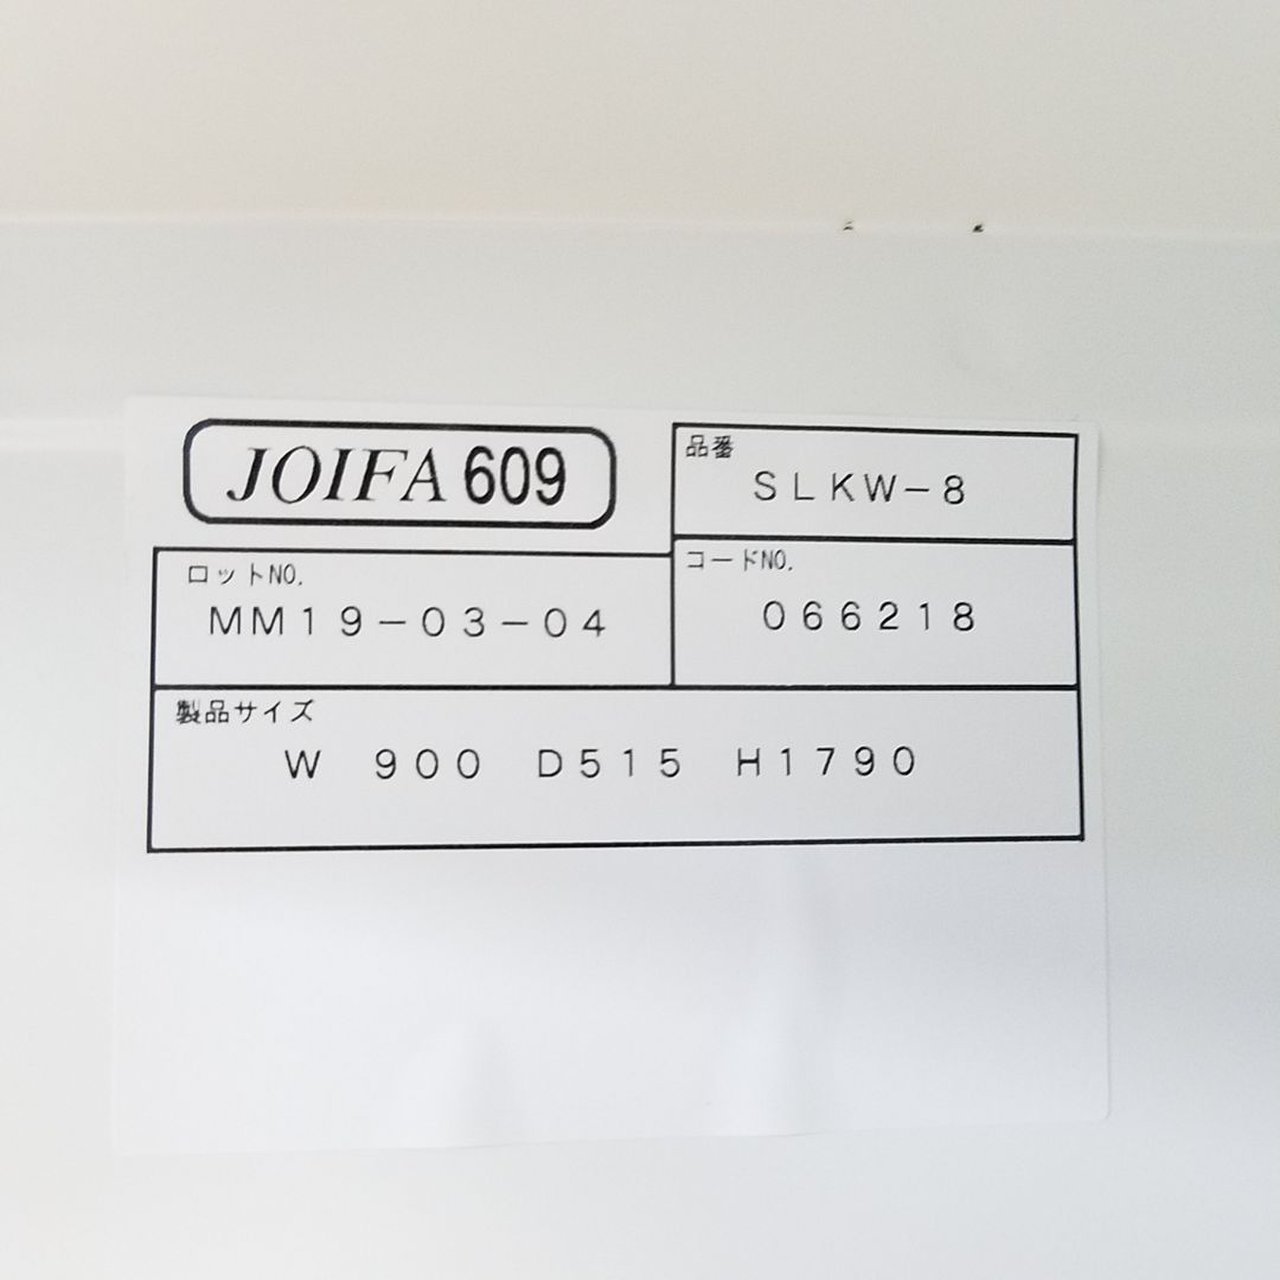 JOIFA 609
品番
SLKW-8
ロットNO.
MM19-03-04
コードNO.
066218
製品サイズ
W 900 D515 H1790